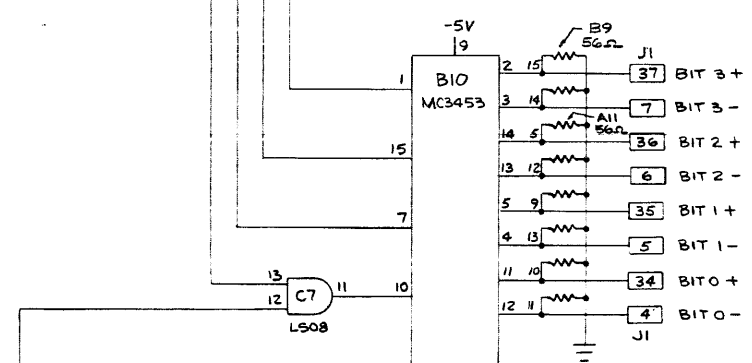 -5V
B9
56Ω
9
J1
2 15 37 BIT 3 +
1 B10
MC3453
3 14 7 BIT 3 -
A11
56Ω
14 5 36 BIT 2 +
15
13 12 6 BIT 2 -
7
5 9 35 BIT 1 +
4 13 5 BIT 1 -
13
12 C7 11 10
LS08
11 10 34 BIT 0 +
12 11 4 BIT 0 -
J1